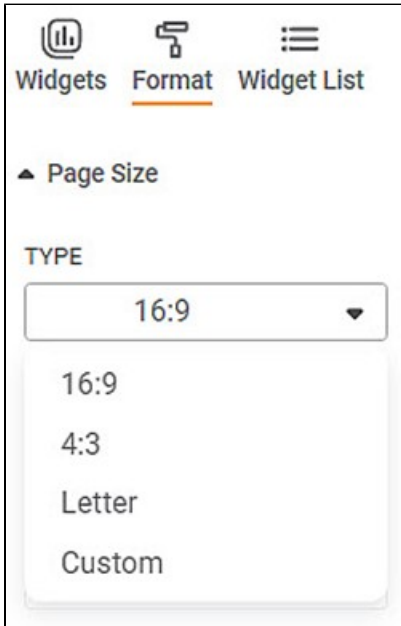 Widgets Format Widget List
Page Size
TYPE
16:9
16:9
4:3
Letter
Custom